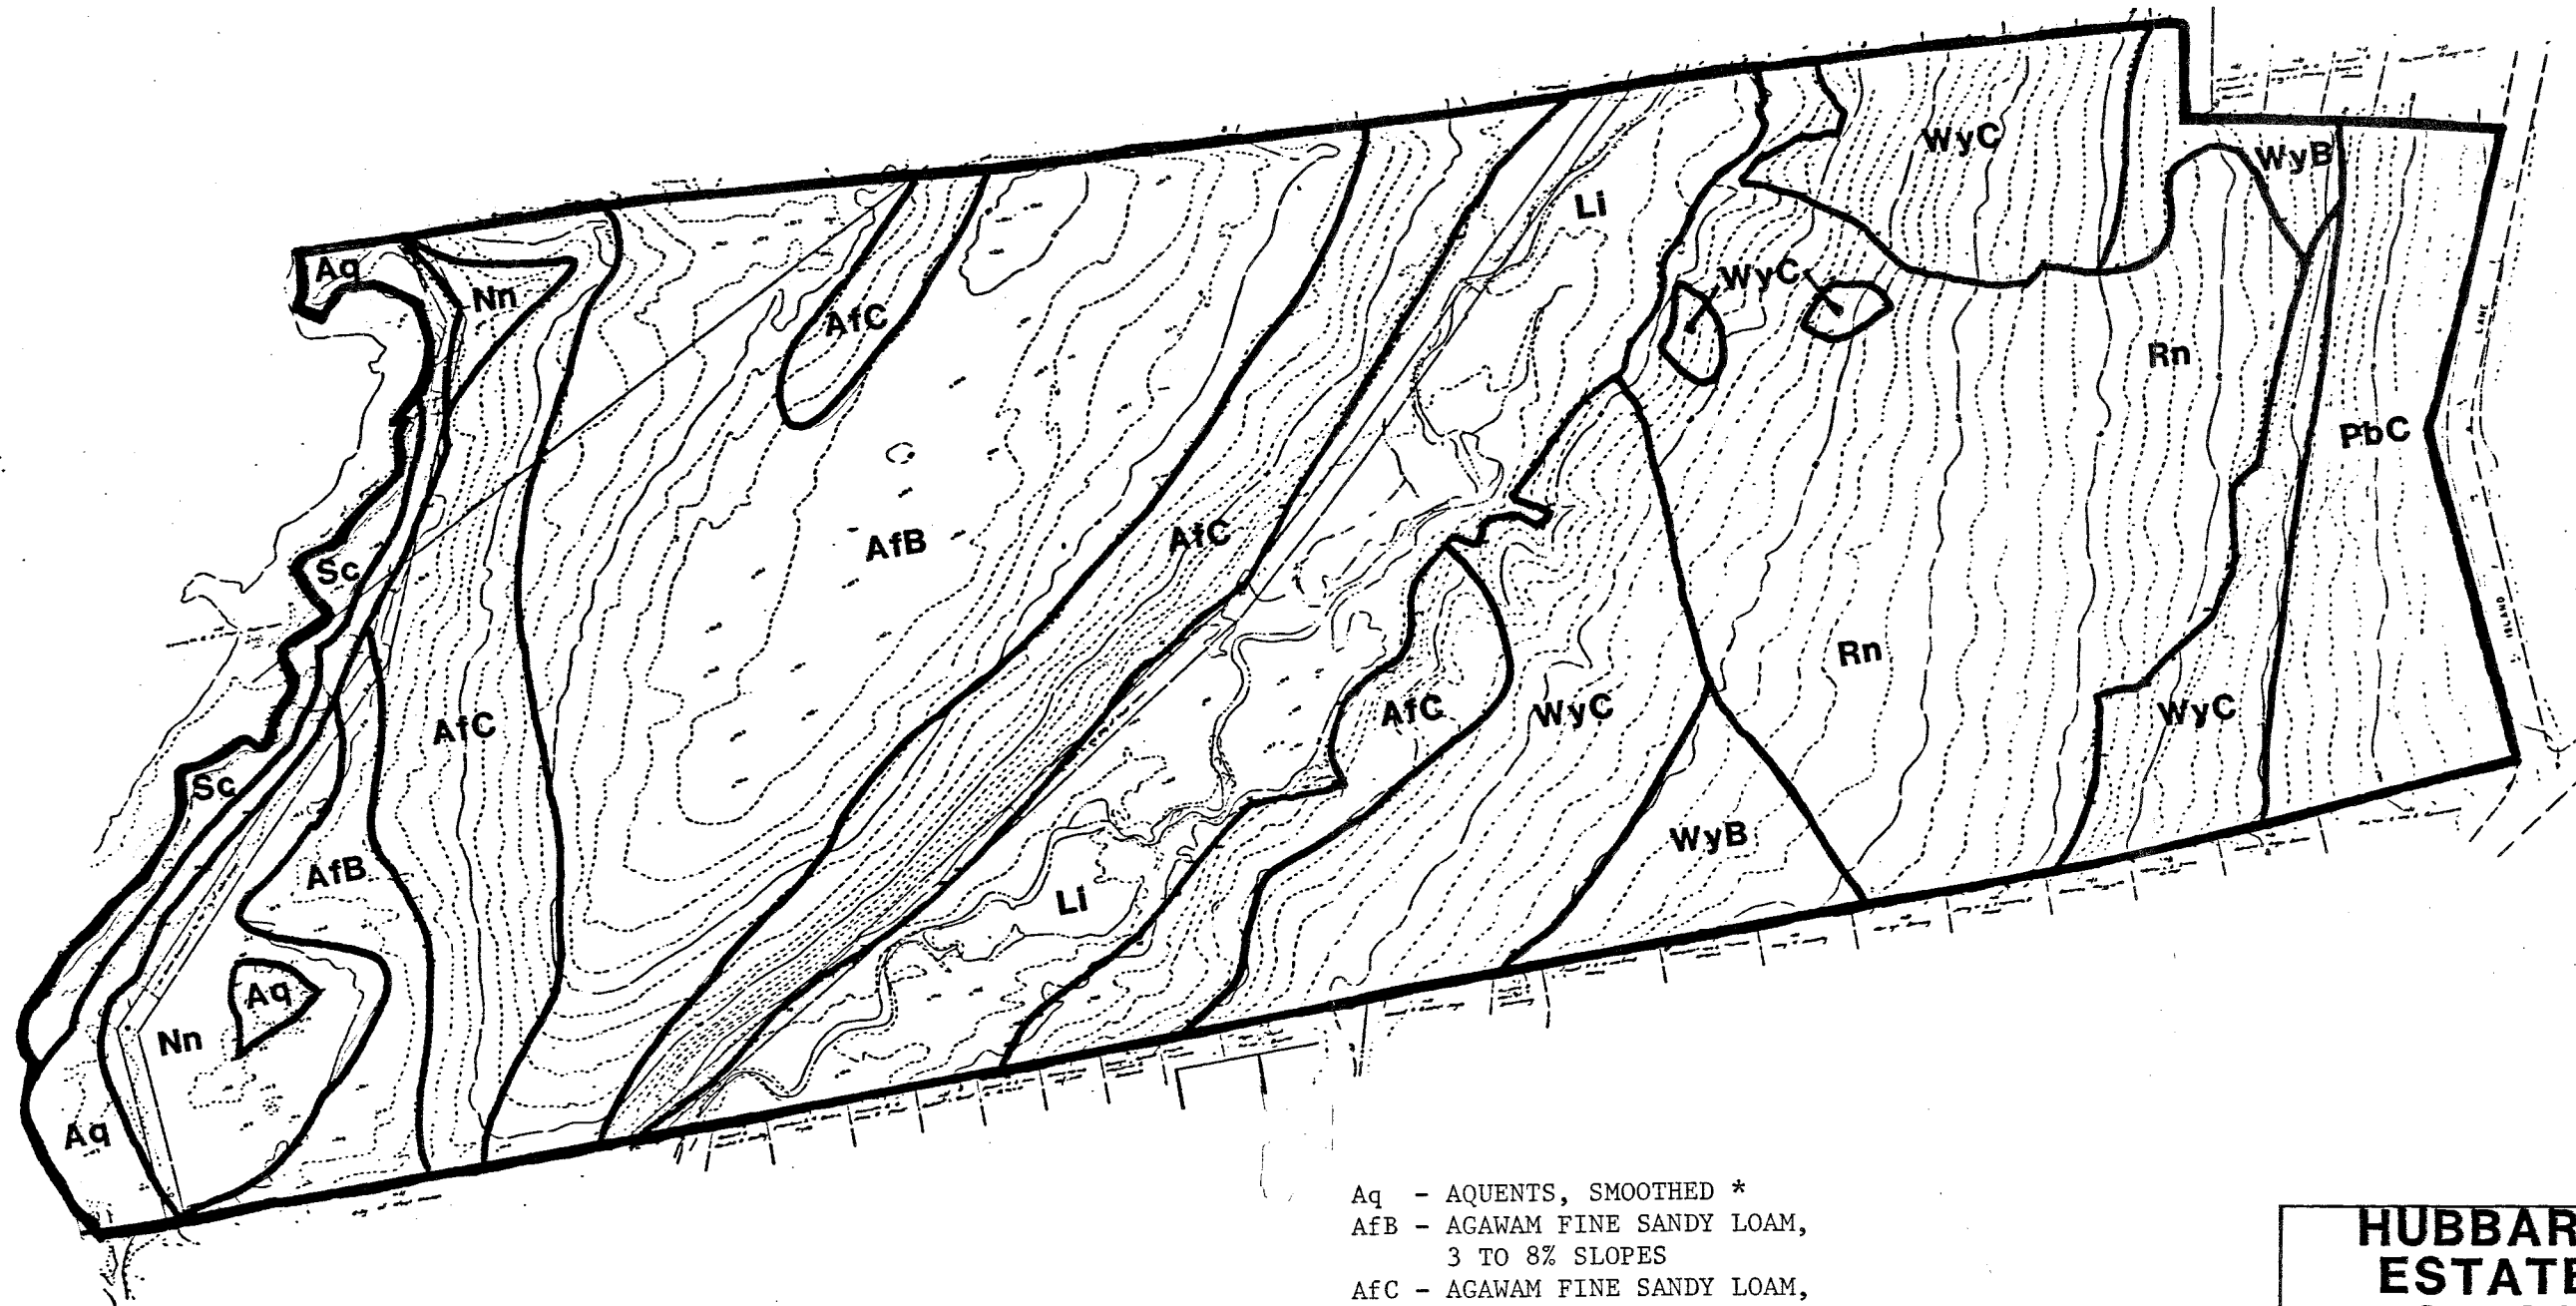 WyC
WyB
Li
Aq
WyC
Nn
AfC
LANE
Rn
PbC
AfC
AfB
Sc
ISLAND
Rn
AfC
WyC
WyC
AfC
Sc
WyB
AfB
Li
Aq
Nn
Aq
Aq - AQUENTS, SMOOTHED *
AfB - AGAWAM FINE SANDY LOAM,
3 TO 8% SLOPES
AfC - AGAWAM FINE SANDY LOAM,
HUBBAR
ESTATE